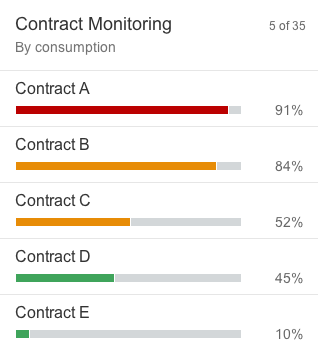 Contract Monitoring 5 of 35
By consumption
Contract A
91%
Contract B
84%
Contract C
52%
Contract D
45%
Contract E
10%